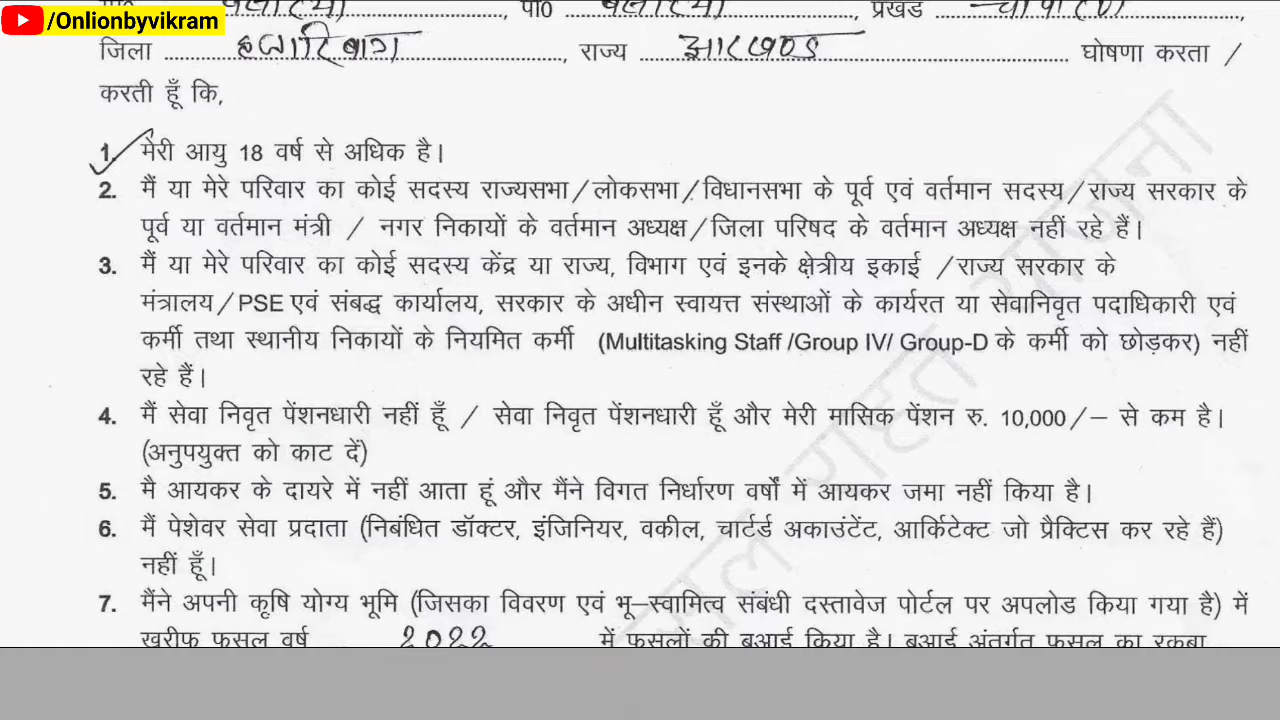 /Onlionbyvikram
पो0 प्रखंड
जिला हजारिबाग, राज्य झारखण्ड घोषणा करता /
करती हूँ कि,
1. मेरी आयु 18 वर्ष से अधिक है।
2. मैं या मेरे परिवार का कोई सदस्य राज्यसभा/लोकसभा/विधानसभा के पूर्व एवं वर्तमान सदस्य/राज्य सरकार के
पूर्व या वर्तमान मंत्री / नगर निकायों के वर्तमान अध्यक्ष/जिला परिषद के वर्तमान अध्यक्ष नहीं रहे हैं।
3. मैं या मेरे परिवार का कोई सदस्य केंद्र या राज्य, विभाग एवं इनके क्षेत्रीय इकाई /राज्य सरकार के
मंत्रालय/PSE एवं संबद्ध कार्यालय, सरकार के अधीन स्वायत्त संस्थाओं के कार्यरत या सेवानिवृत पदाधिकारी एवं
कर्मी तथा स्थानीय निकायों के नियमित कर्मी (Multitasking Staff /Group IV/ Group-D के कर्मी को छोड़कर) नहीं
रहे हैं।
4. मैं सेवा निवृत पेंशनधारी नहीं हूँ / सेवा निवृत पेंशनधारी हूँ और मेरी मासिक पेंशन रु. 10,000/– से कम है।
(अनुपयुक्त को काट दें)
5. मै आयकर के दायरे में नहीं आता हूं और मैंने विगत निर्धारण वर्षों में आयकर जमा नहीं किया है।
6. मैं पेशेवर सेवा प्रदाता (निबंधित डॉक्टर, इंजिनियर, वकील, चार्टर्ड अकाउंटेंट, आर्किटेक्ट जो प्रैक्टिस कर रहे हैं)
नहीं हूँ।
7. मैंने अपनी कृषि योग्य भूमि (जिसका विवरण एवं भू–स्वामित्व संबंधी दस्तावेज पोर्टल पर अपलोड किया गया है) में
खरीफ फसल वर्ष 2022 में फसलों की बुआई किया है। बुआई अंतर्गत फसल का रकबा